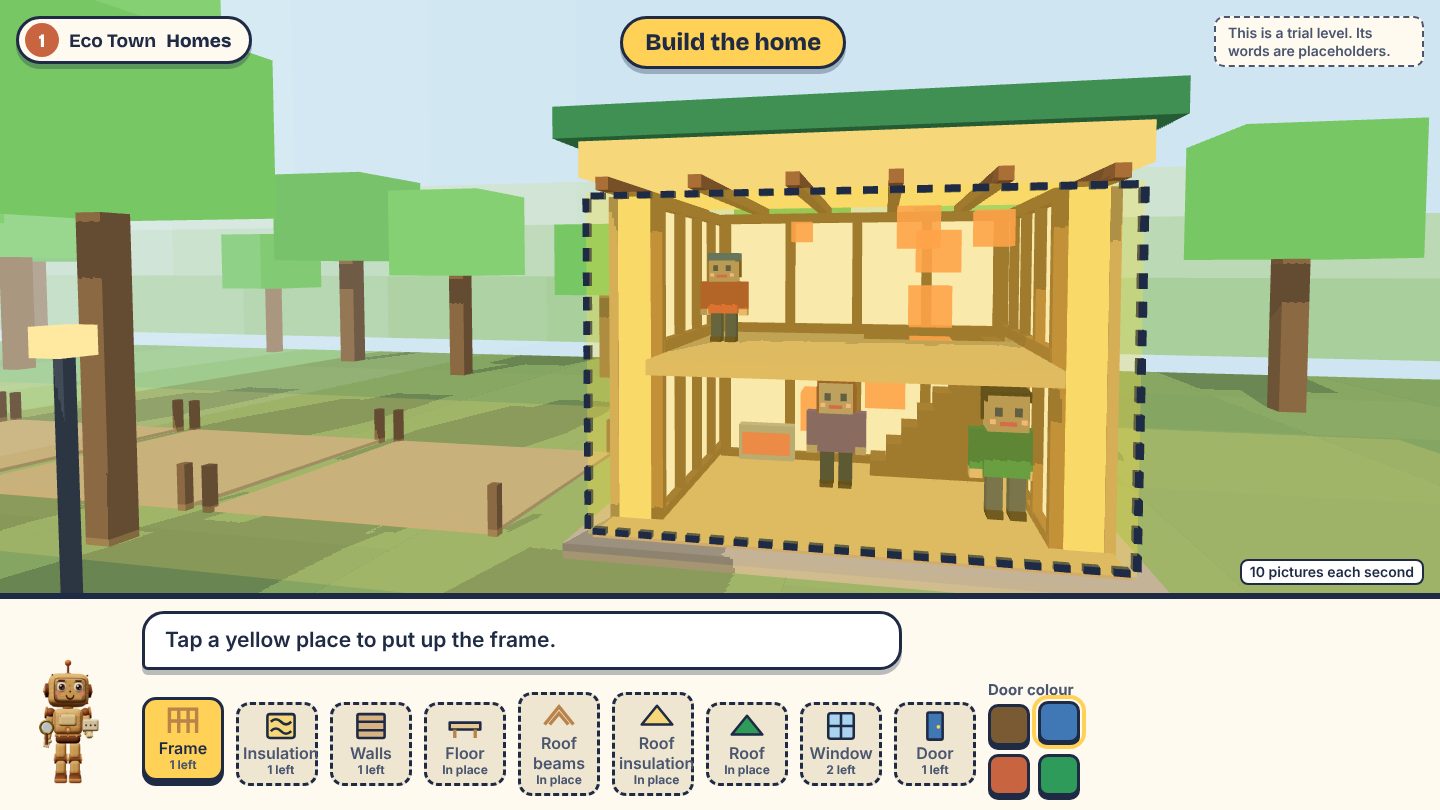 1 Eco Town Homes
Build the home
This is a trial level. Its
words are placeholders.
10 pictures each second
Tap a yellow place to put up the frame.
Frame
1 left
Insulation
1 left
Walls
1 left
Floor
In place
Roof
beams
In place
Roof
insulation
In place
Roof
In place
Window
2 left
Door
1 left
Door colour